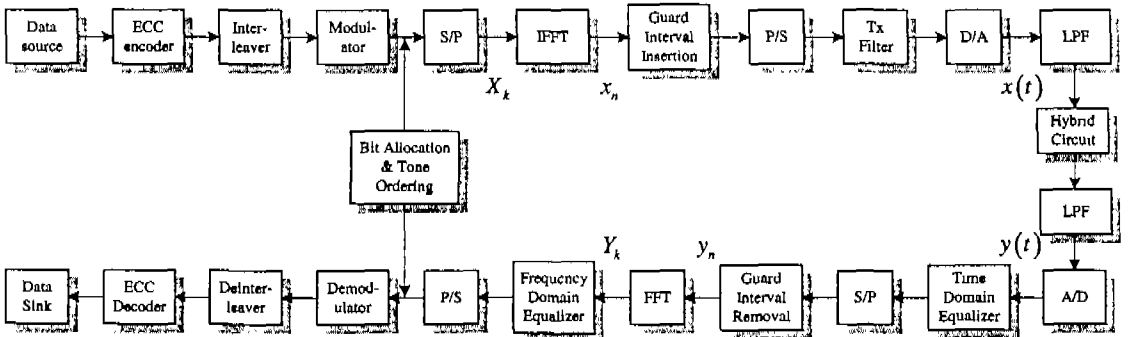 Data
source
ECC
encoder
Inter-
leaver
Modul-
ator
S/P
IFFT
Guard
Interval
Insertion
P/S
Tx
Filter
D/A
LPF
X_k
x_n
x(t)
Hybrid
Circuit
Bit Allocation
& Tone
Ordering
LPF
Y_k
y_n
y(t)
Data
Sink
ECC
Decoder
Deinter-
leaver
Demod-
ulator
P/S
Frequency
Domain
Equalizer
FFT
Guard
Interval
Removal
S/P
Time
Domain
Equalizer
A/D